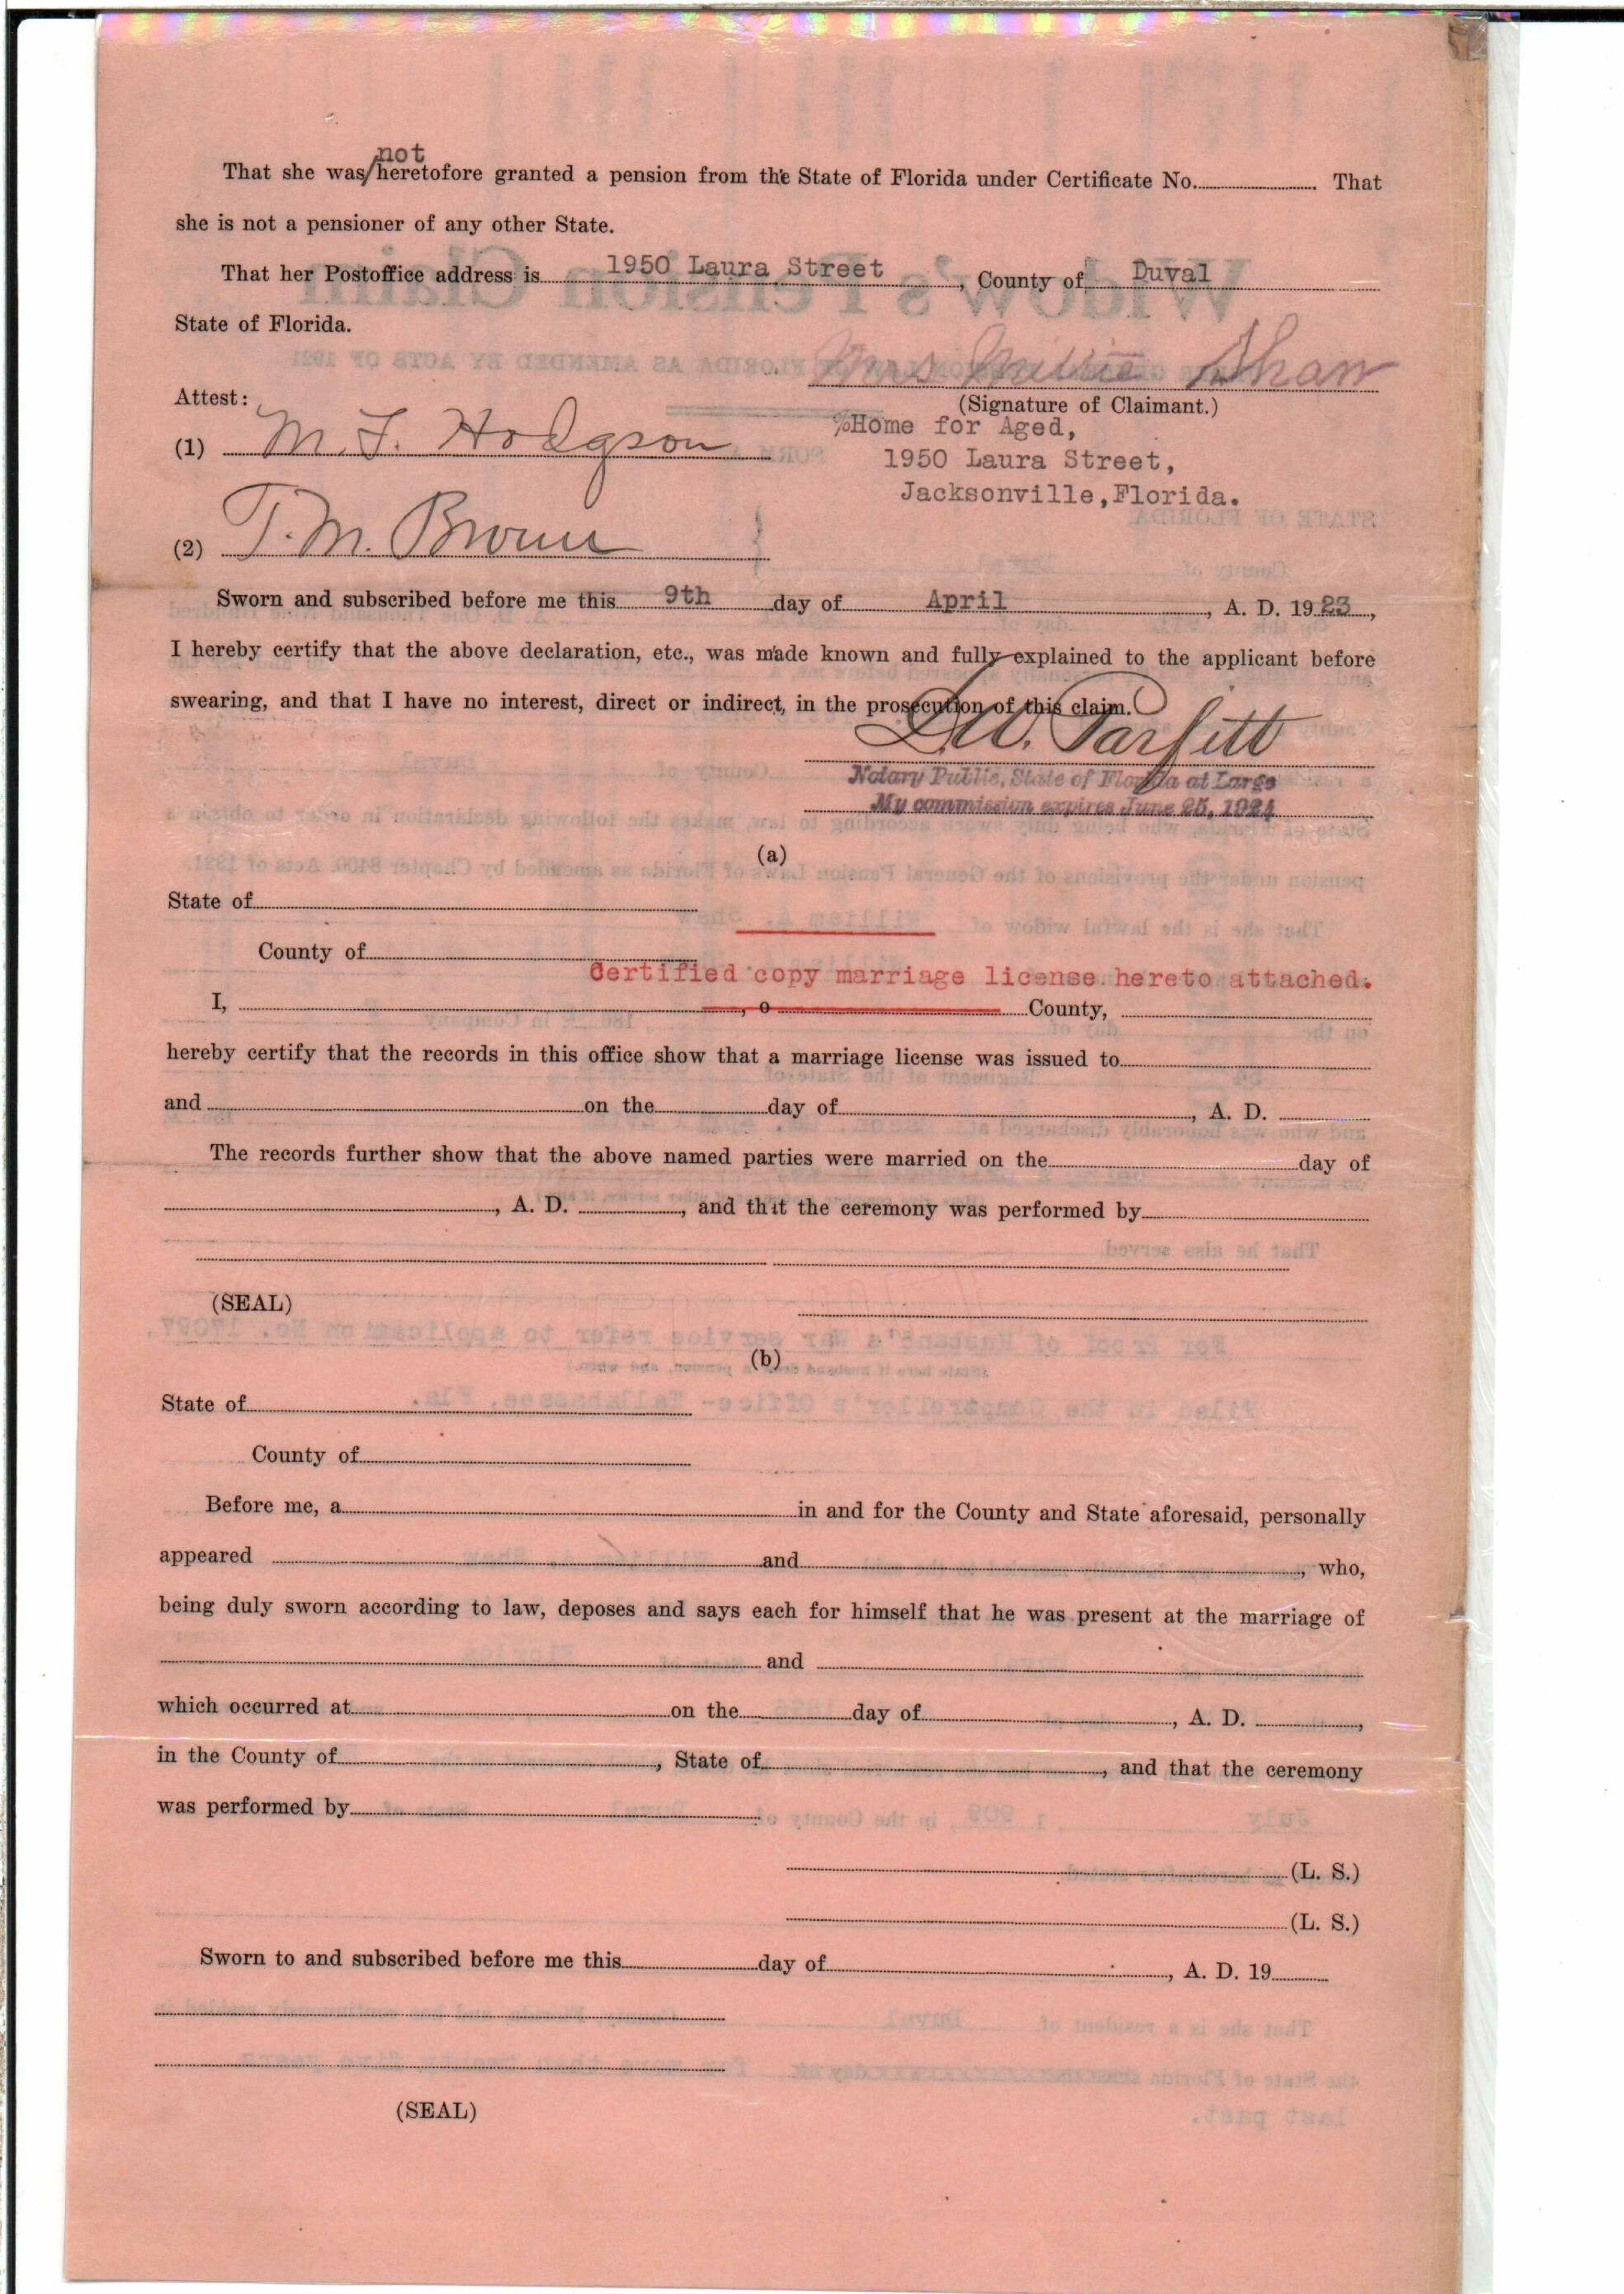 not
That she was/heretofore granted a pension from the State of Florida under Certificate No. That
she is not a pensioner of any other State.
That her Postoffice address is 1950 Laura Street, County of Duval
State of Florida.
Mrs Millie Shaw
Attest:
(Signature of Claimant.)
(1) M. F. Hodgson
%Home for Aged,
1950 Laura Street,
Jacksonville, Florida.
(2) T. M. Brown
Sworn and subscribed before me this 9th day of April, A. D. 1923,
I hereby certify that the above declaration, etc., was made known and fully explained to the applicant before
swearing, and that I have no interest, direct or indirect, in the prosecution of this claim.
Parfitt
Notary Public, State of Florida at Large
My commission expires June 25, 1924
(a)
State of
County of
Certified copy marriage license hereto attached.
I, , o County,
hereby certify that the records in this office show that a marriage license was issued to
and on the day of , A. D.
The records further show that the above named parties were married on the day of
, A. D. , and that the ceremony was performed by
(SEAL)
(b)
State of
County of
Before me, a in and for the County and State aforesaid, personally
appeared and , who,
being duly sworn according to law, deposes and says each for himself that he was present at the marriage of
and
which occurred at on the day of , A. D. ,
in the County of , State of , and that the ceremony
was performed by
(L. S.)
(L. S.)
Sworn to and subscribed before me this day of , A. D. 19
(SEAL)